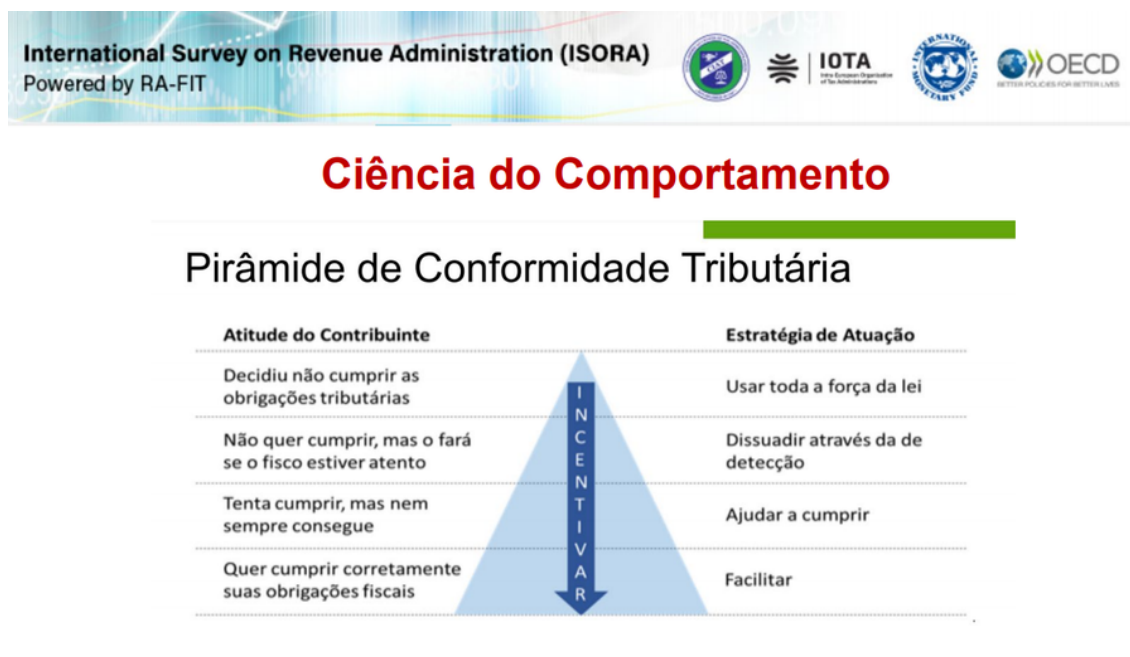 International Survey on Revenue Administration (ISORA)
Powered by RA-FIT
CIAT
IOTA
Intra-European Organisation
of Tax Administrations
INTERNATIONAL MONETARY FUND
OECD
BETTER POLICIES FOR BETTER LIVES
Ciência do Comportamento
Pirâmide de Conformidade Tributária
Atitude do Contribuinte
Estratégia de Atuação
Decidiu não cumprir as
obrigações tributárias
Usar toda a força da lei
Não quer cumprir, mas o fará
se o fisco estiver atento
Dissuadir através da de
detecção
Tenta cumprir, mas nem
sempre consegue
Ajudar a cumprir
Quer cumprir corretamente
suas obrigações fiscais
Facilitar
INCENTIVAR